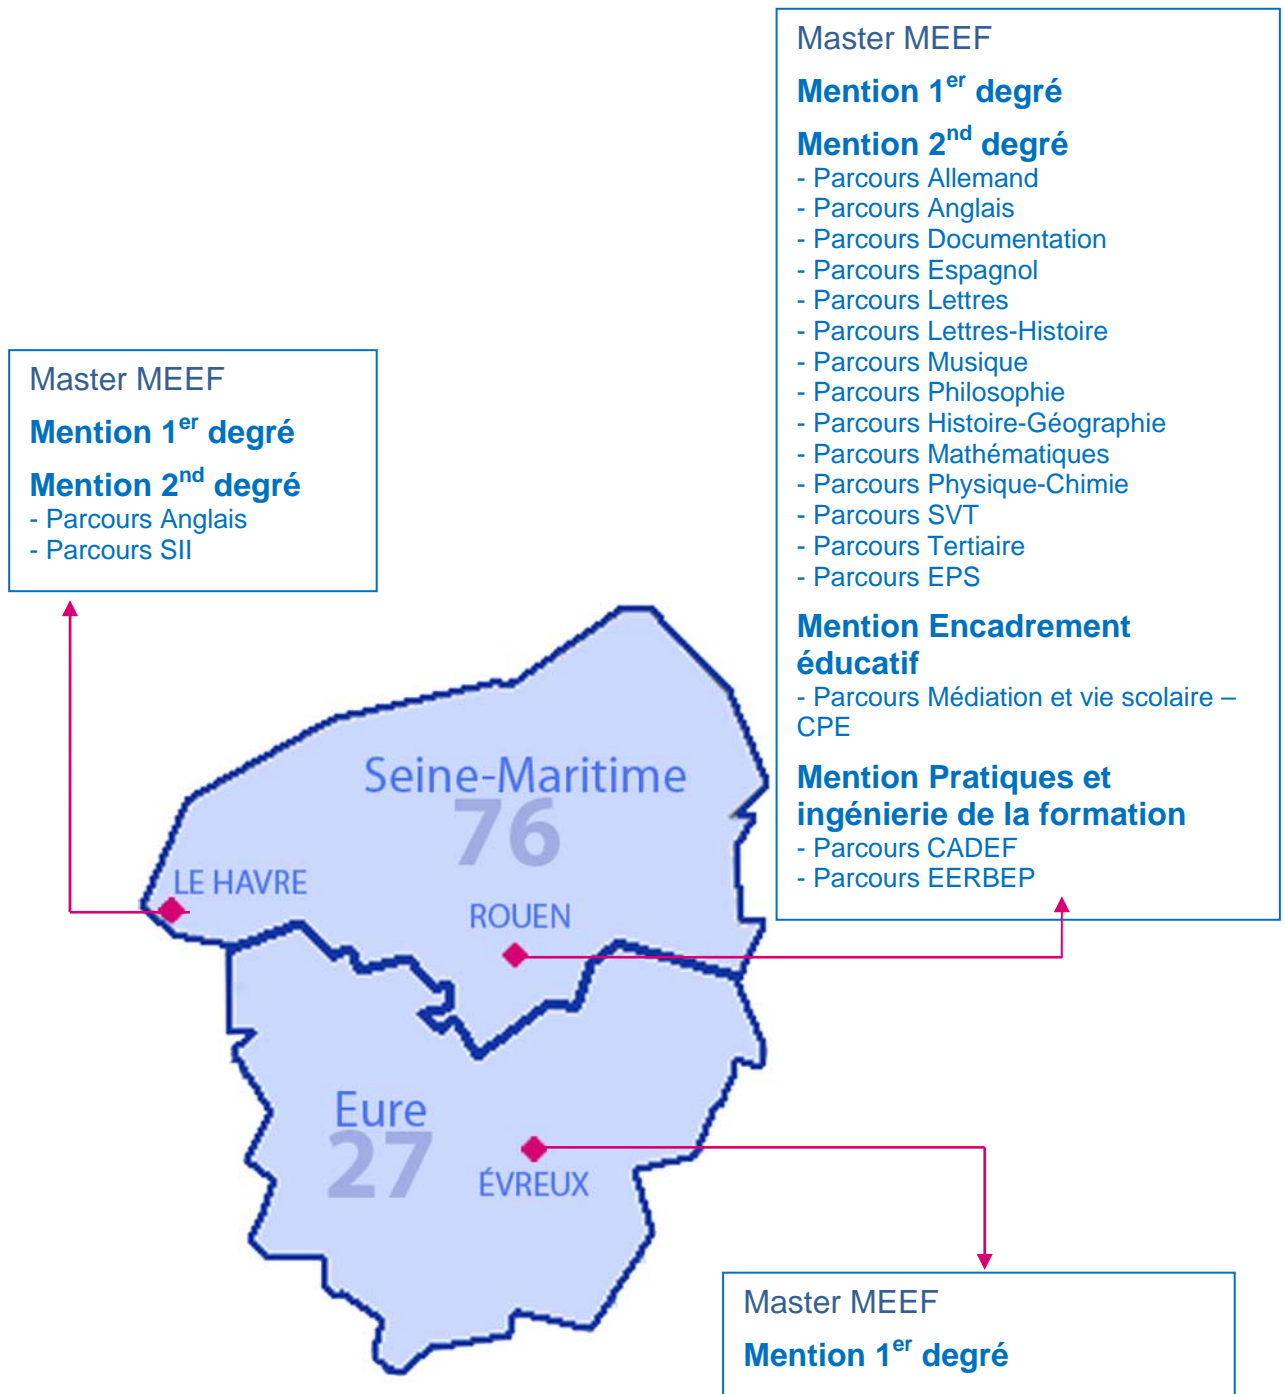 Master MEEF
Mention 1er degré
Mention 2nd degré
- Parcours Allemand
- Parcours Anglais
- Parcours Documentation
- Parcours Espagnol
- Parcours Lettres
- Parcours Lettres-Histoire
- Parcours Musique
- Parcours Philosophie
- Parcours Histoire-Géographie
- Parcours Mathématiques
- Parcours Physique-Chimie
- Parcours SVT
- Parcours Tertiaire
- Parcours EPS
Mention Encadrement
éducatif
- Parcours Médiation et vie scolaire –
CPE
Mention Pratiques et
ingénierie de la formation
- Parcours CADEF
- Parcours EERBEP
Master MEEF
Mention 1er degré
Mention 2nd degré
- Parcours Anglais
- Parcours SII
Seine-Maritime
76
LE HAVRE
ROUEN
Eure
27
ÉVREUX
Master MEEF
Mention 1er degré